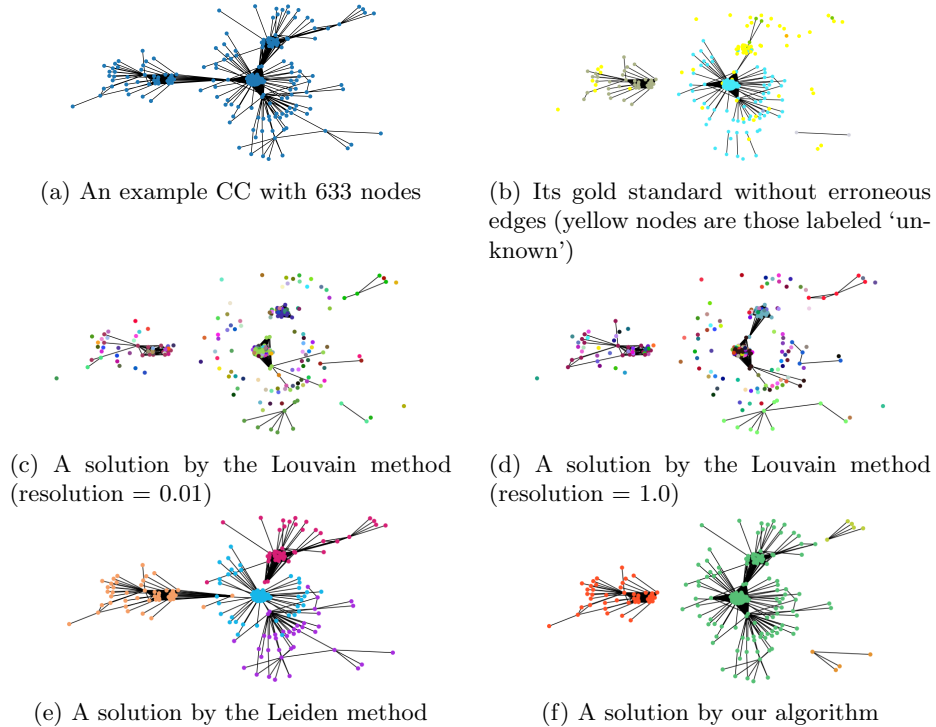 (a) An example CC with 633 nodes
(b) Its gold standard without erroneous
edges (yellow nodes are those labeled ‘un-
known’)
(c) A solution by the Louvain method
(resolution = 0.01)
(d) A solution by the Louvain method
(resolution = 1.0)
(e) A solution by the Leiden method
(f) A solution by our algorithm